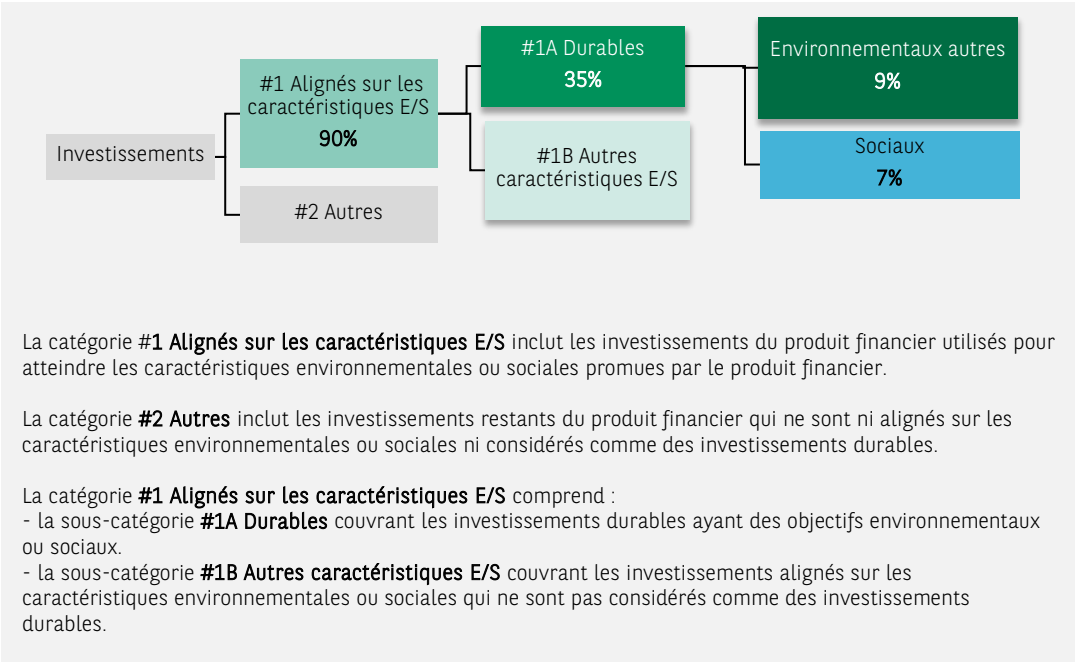 Investissements
#1 Alignés sur les
caractéristiques E/S
90%
#2 Autres
#1A Durables
35%
#1B Autres
caractéristiques E/S
Environnementaux autres
9%
Sociaux
7%
La catégorie #1 Alignés sur les caractéristiques E/S inclut les investissements du produit financier utilisés pour
atteindre les caractéristiques environnementales ou sociales promues par le produit financier.
La catégorie #2 Autres inclut les investissements restants du produit financier qui ne sont ni alignés sur les
caractéristiques environnementales ou sociales ni considérés comme des investissements durables.
La catégorie #1 Alignés sur les caractéristiques E/S comprend :
- la sous-catégorie #1A Durables couvrant les investissements durables ayant des objectifs environnementaux
ou sociaux.
- la sous-catégorie #1B Autres caractéristiques E/S couvrant les investissements alignés sur les
caractéristiques environnementales ou sociales qui ne sont pas considérés comme des investissements
durables.